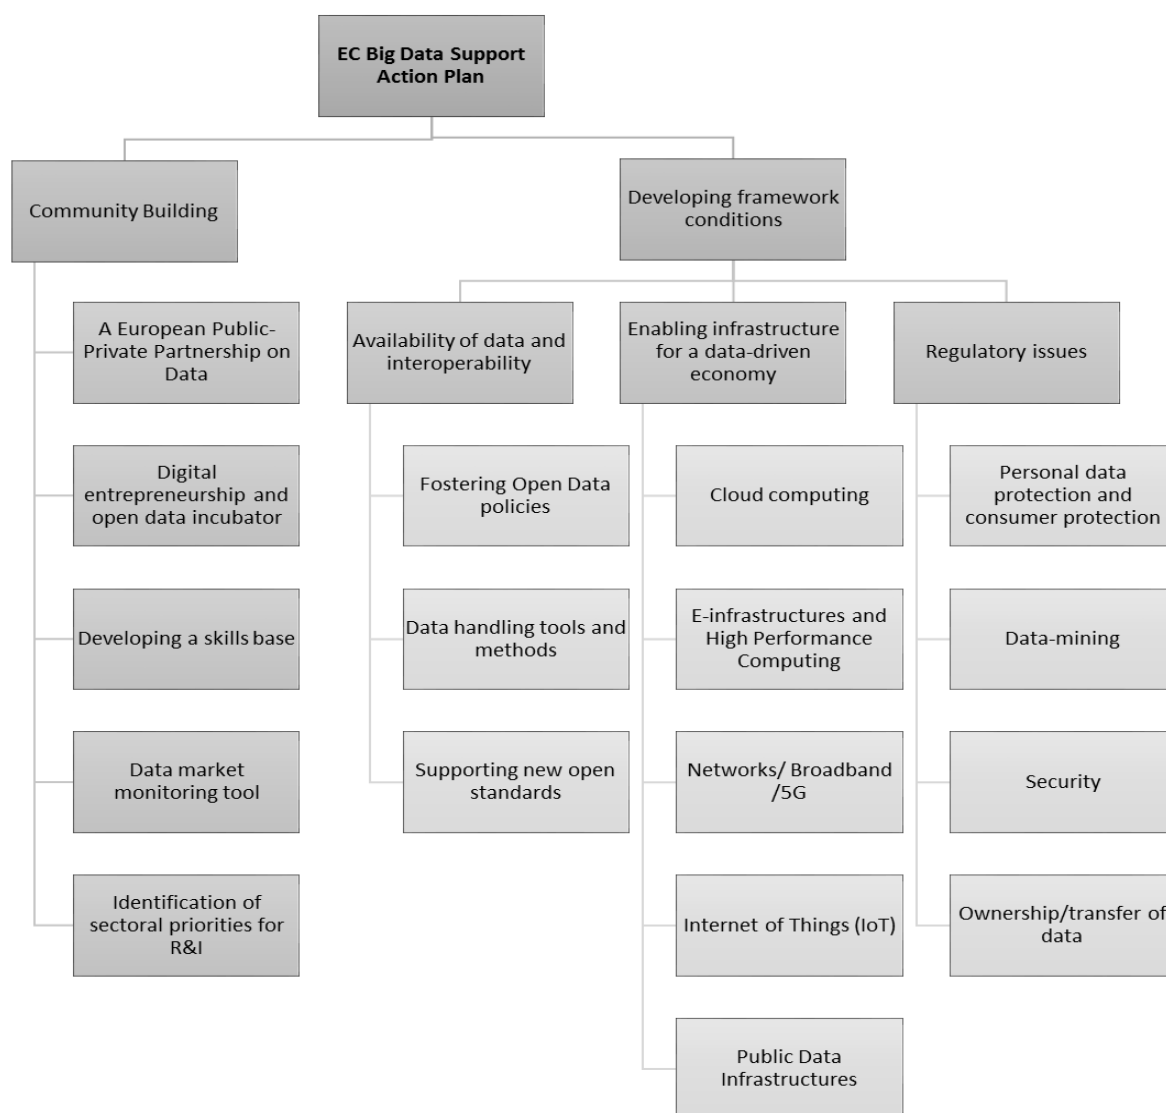 EC Big Data Support
Action Plan
Community Building
Developing framework
conditions
A European Public-
Private Partnership on
Data
Digital
entrepreneurship and
open data incubator
Developing a skills base
Data market
monitoring tool
Identification of
sectoral priorities for
R&I
Availability of data and
interoperability
Fostering Open Data
policies
Data handling tools and
methods
Supporting new open
standards
Enabling infrastructure
for a data-driven
economy
Cloud computing
E-infrastructures and
High Performance
Computing
Networks/ Broadband
/5G
Internet of Things (IoT)
Public Data
Infrastructures
Regulatory issues
Personal data
protection and
consumer protection
Data-mining
Security
Ownership/transfer of
data